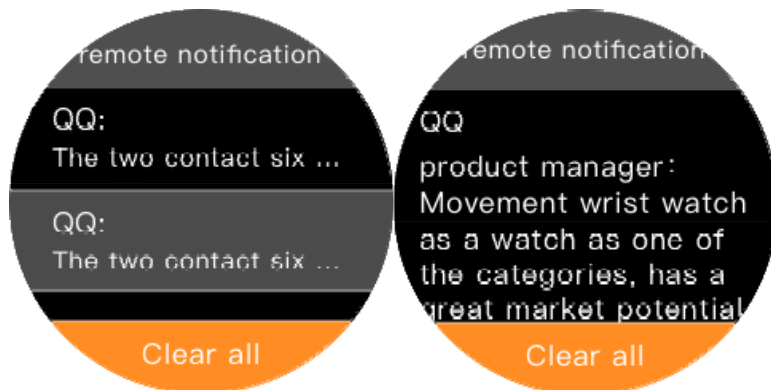 remote notification
QQ:
The two contact six ...
QQ:
The two contact six ...
Clear all
remote notification
QQ
product manager:
Movement wrist watch
as a watch as one of
the categories, has a
great market potential
Clear all